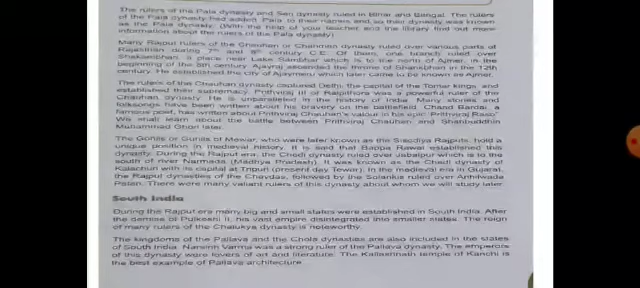 The rulers of the Pala dynasty and Sen dynasty ruled in Bihar and Bengal. The rulers
of the Pala dynasty had added 'Pala' to their names and so their dynasty was known
as the Pala dynasty. (With the help of your teacher and the library find out more
information about the rulers of the Pala dynasty)
Many Rajput rulers of the Chauhan or Chahman dynasty ruled over various parts of
Rajasthan during 7th and 8th century C.E. Of them, one branch ruled over
a place near Lake Sambhar which is to the north of Ajmer. In the
beginning of the 8th century Ajayraj ascended the throne of in the 12th
century. He established the city of Ajaymeru which later came to be known as Ajmer.
The rulers of the Chauhan dynasty captured Delhi, the capital of the Tomar kings and
established their supremacy. Prithviraj III or was a powerful ruler of the
Chauhan dynasty. He is unparalleled in the history of India. Many stories and
folksongs have been written about his bravery on the battlefield. Chand Bardai, a
famous poet, has written about Prithviraj Chauhan's valour in his epic 'Prithviraj Raso'.
We shall learn about the battle between Prithviraj Chauhan and Shahbuddhin
Muhammad Ghori later.
The Gohils or of Mewar, who were later known as the Sisodiya Rajputs, hold a
unique position in medieval history. It is said that Bappa Rawal established this
dynasty. During the Rajput era, the Chedi dynasty ruled over Jabalpur which is to the
south of river Narmada (Madhya Pradesh). It was known as the Chedi dynasty of
Kalachuri with its capital at Tripuri (present day Tewar). In the medieval era in Gujarat,
the Rajput dynasties of the Chavdas, followed by the Solankis ruled over Anhilwada
Patan. There were many valiant rulers of this dynasty about whom we will study later.
South India
During the Rajput era many big and small states were established in South India. After
the demise of Pulkesin II, his vast empire disintegrated into smaller states. The reign
of many rulers of the Chalukya dynasty is noteworthy.
The kingdoms of the Pallava and the Chola dynasties are also included in the states
of South India. Narsinh Varma was a strong ruler of the Pallava dynasty. The emperors
of this dynasty were lovers of art and literature. The Kailashnath temple of Kanchi is
the best example of Pallava architecture.